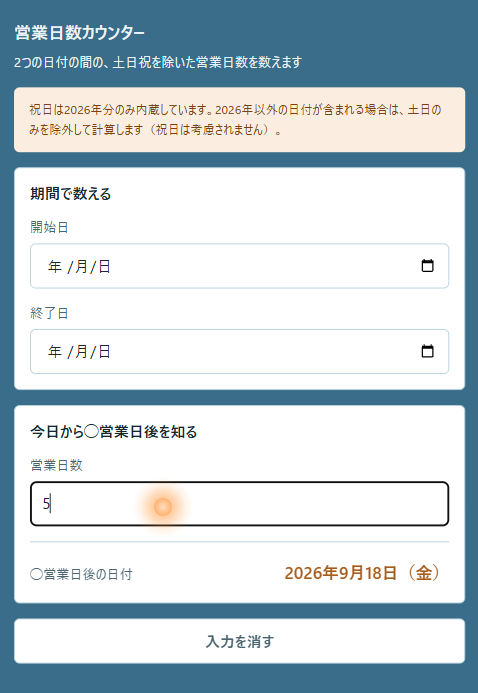 営業日数カウンター
2つの日付の間の、土日祝を除いた営業日数を数えます
祝日は2026年分のみ内蔵しています。2026年以外の日付が含まれる場合は、土日の
みを除外して計算します（祝日は考慮されません）。
期間で数える
開始日
年 /月/日
終了日
年 /月/日
今日から◯営業日後を知る
営業日数
5
◯営業日後の日付
2026年9月18日（金）
入力を消す